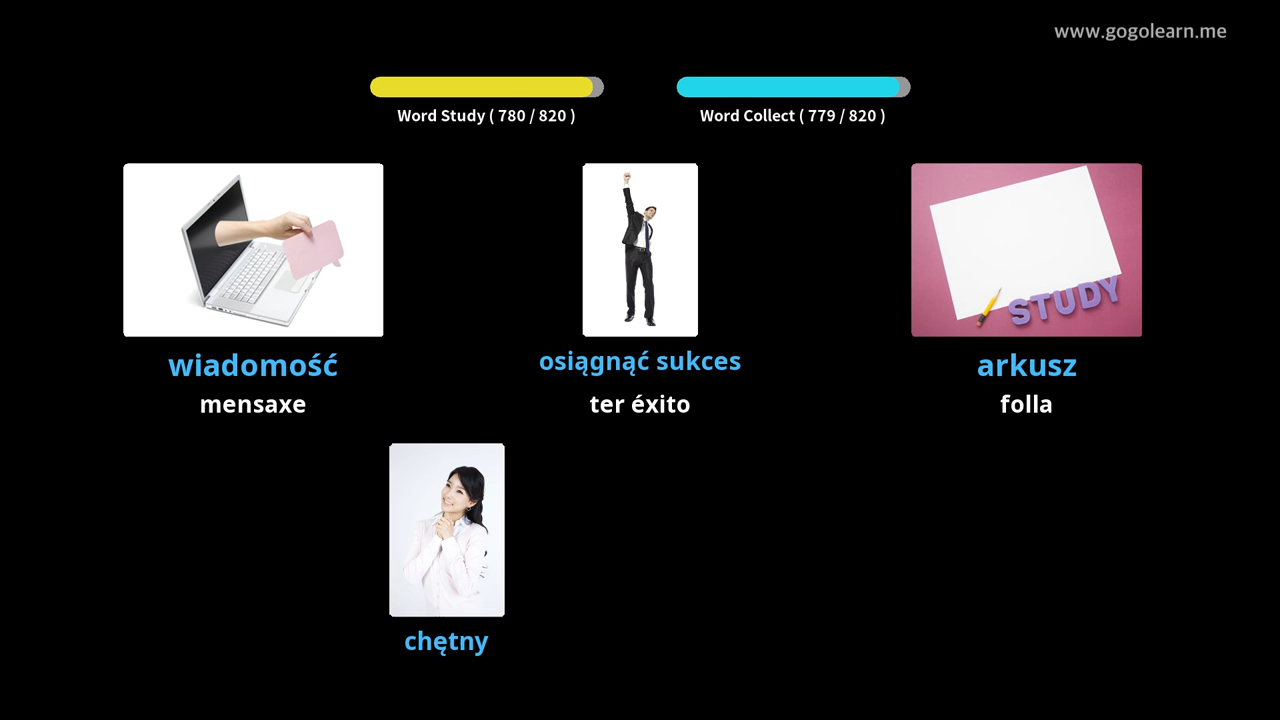 www.gogolearn.me
Word Study ( 780 / 820 )
Word Collect ( 779 / 820 )
STUDY
wiadomość
osiągnąć sukces
arkusz
mensaxe
ter éxito
folla
chętny